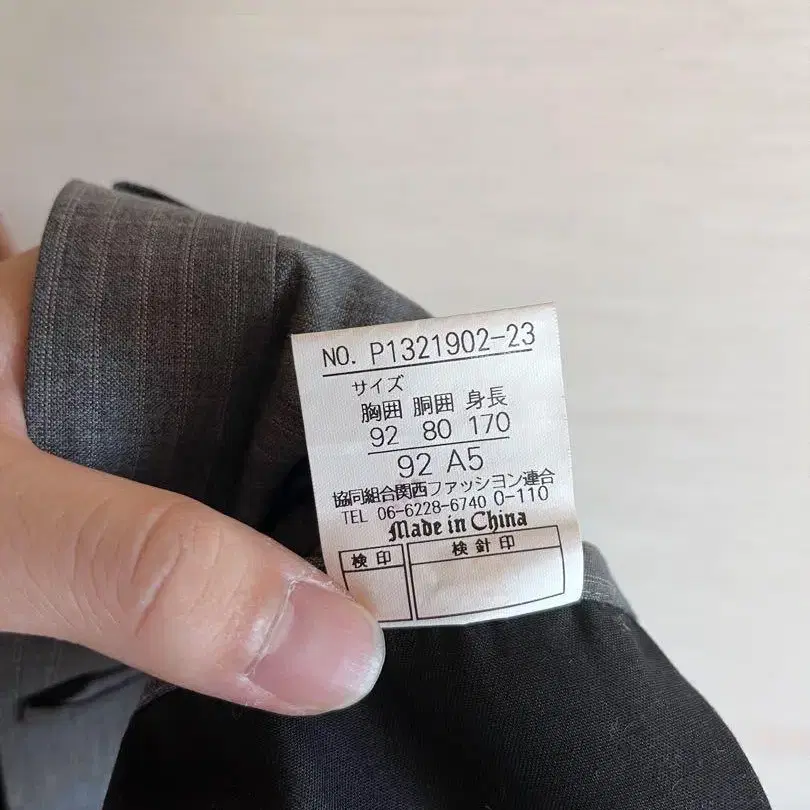 NO. P1321902-23
サイズ
胸囲 胴囲 身長
92 80 170
92 A5
協同組合関西ファッション連合
TEL 06-6228-6740 0-110
Made in China
検印 検針印